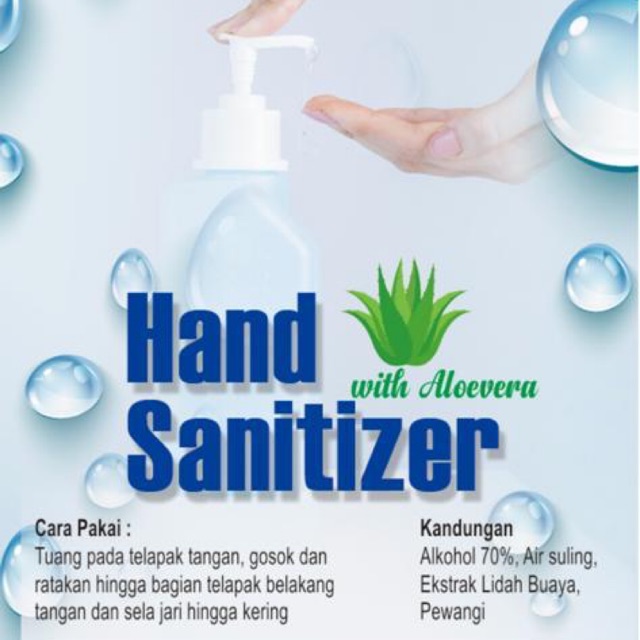 Hand
with Aloevera
Sanitizer
Cara Pakai :
Tuang pada telapak tangan, gosok dan
ratakan hingga bagian telapak belakang
tangan dan sela jari hingga kering
Kandungan
Alkohol 70%, Air suling,
Ekstrak Lidah Buaya,
Pewangi